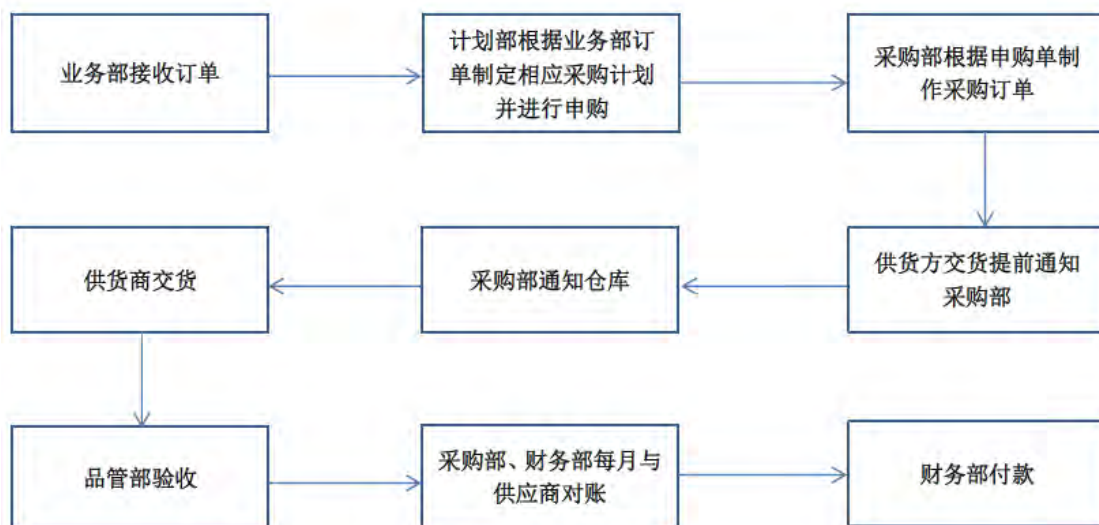 业务部接收订单
计划部根据业务部订
单制定相应采购计划
并进行申购
采购部根据申购单制
作采购订单
供货方交货提前通知
采购部
采购部通知仓库
供货商交货
品管部验收
采购部、财务部每月与
供应商对账
财务部付款